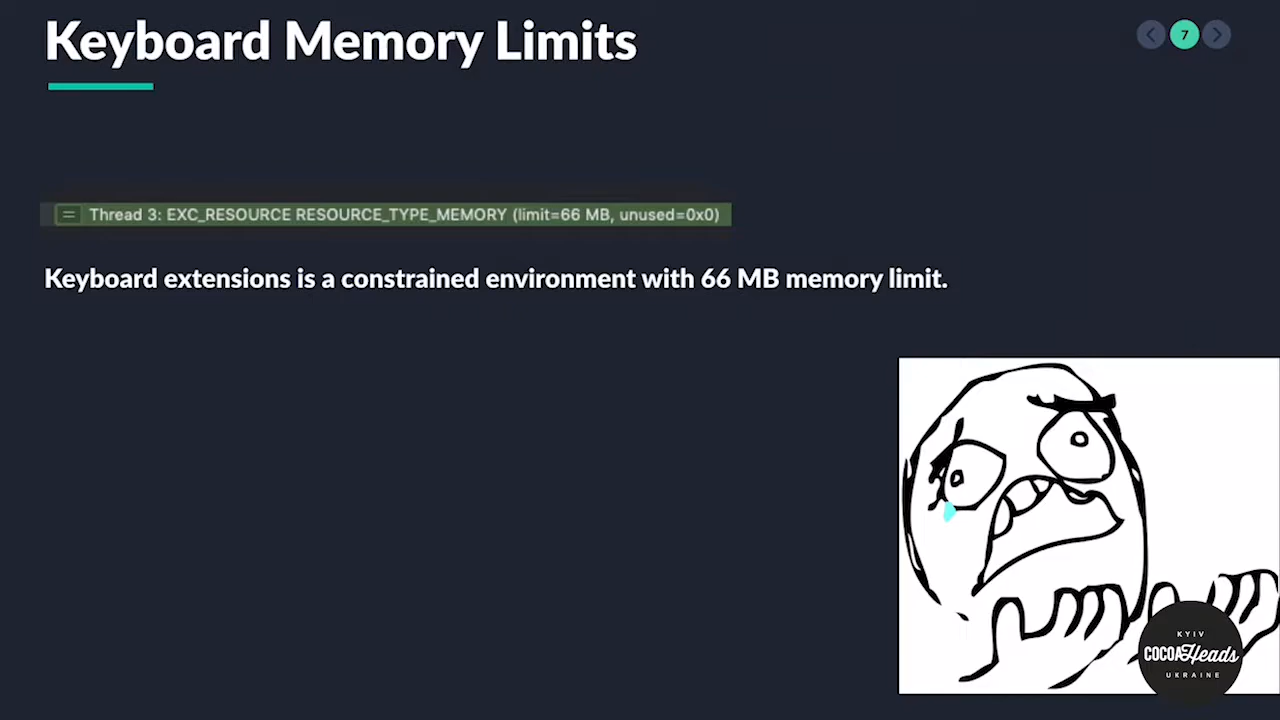 Keyboard Memory Limits
7
Thread 3: EXC_RESOURCE RESOURCE_TYPE_MEMORY (limit=66 MB, unused=0x0)
Keyboard extensions is a constrained environment with 66 MB memory limit.
KYIV
COCOAHeads
UKRAINE